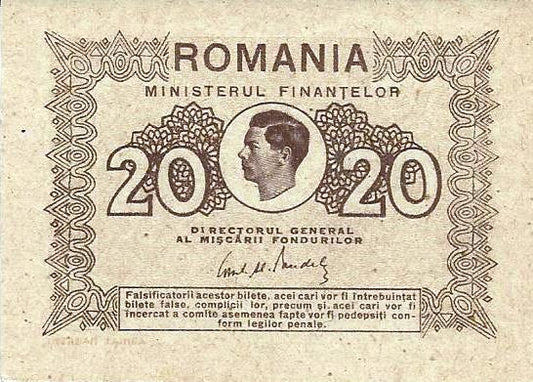 ROMANIA
MINISTERUL FINANȚELOR
20 20
DIRECTORUL GENERAL
AL MIȘCĂRII FONDURILOR
Falsificatorii acestor bilete, acei cari vor fi întrebuințat
bilete false, complicii lor, precum și, acei cari vor fi
încercat a comite asemenea fapte vor fi pedepsiți con-
form legilor penale.